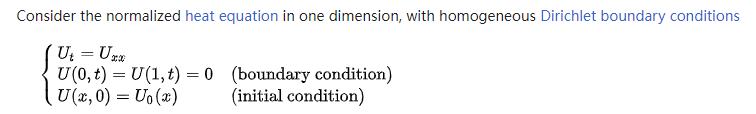 Consider the normalized heat equation in one dimension, with homogeneous Dirichlet boundary conditions
U_t = U_xx
U(0, t) = U(1, t) = 0 (boundary condition)
U(x, 0) = U_0(x) (initial condition)